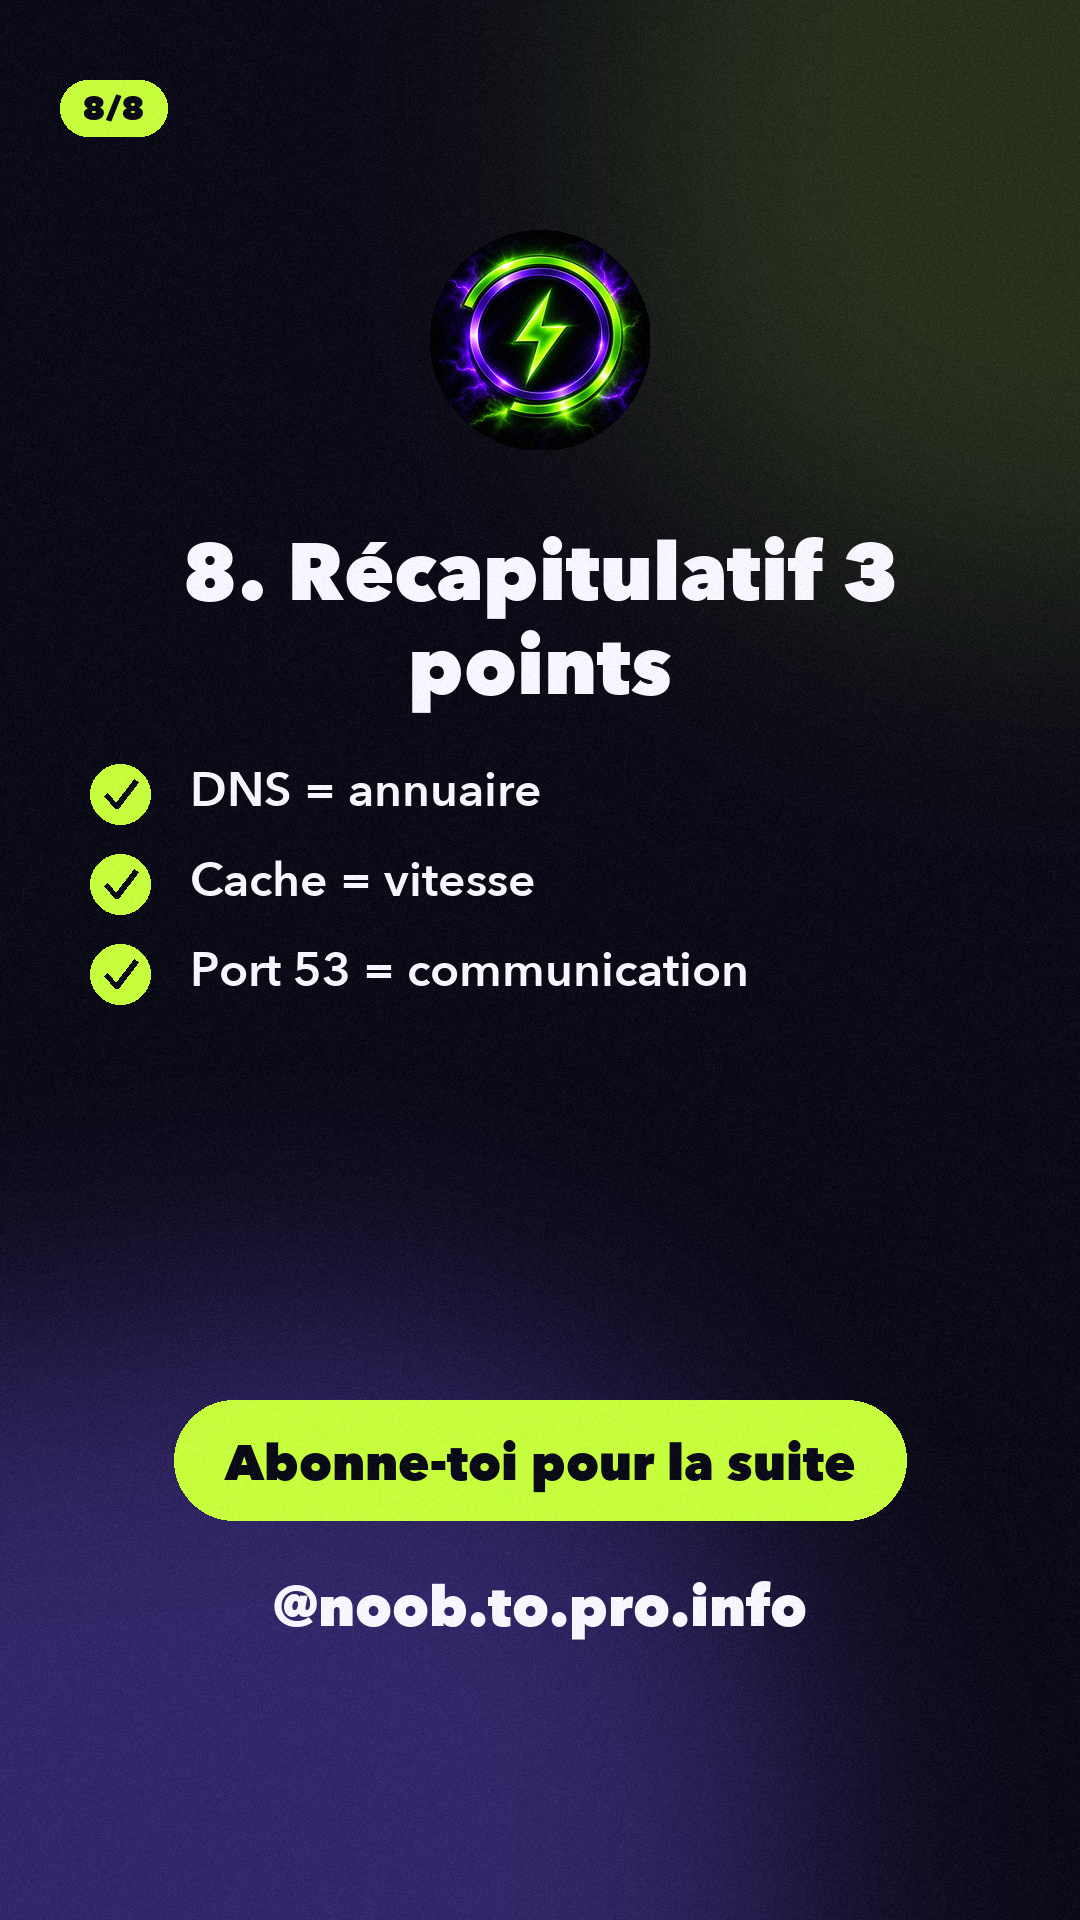 8/8
8. Récapitulatif 3
points
DNS = annuaire
Cache = vitesse
Port 53 = communication
Abonne-toi pour la suite
@noob.to.pro.info